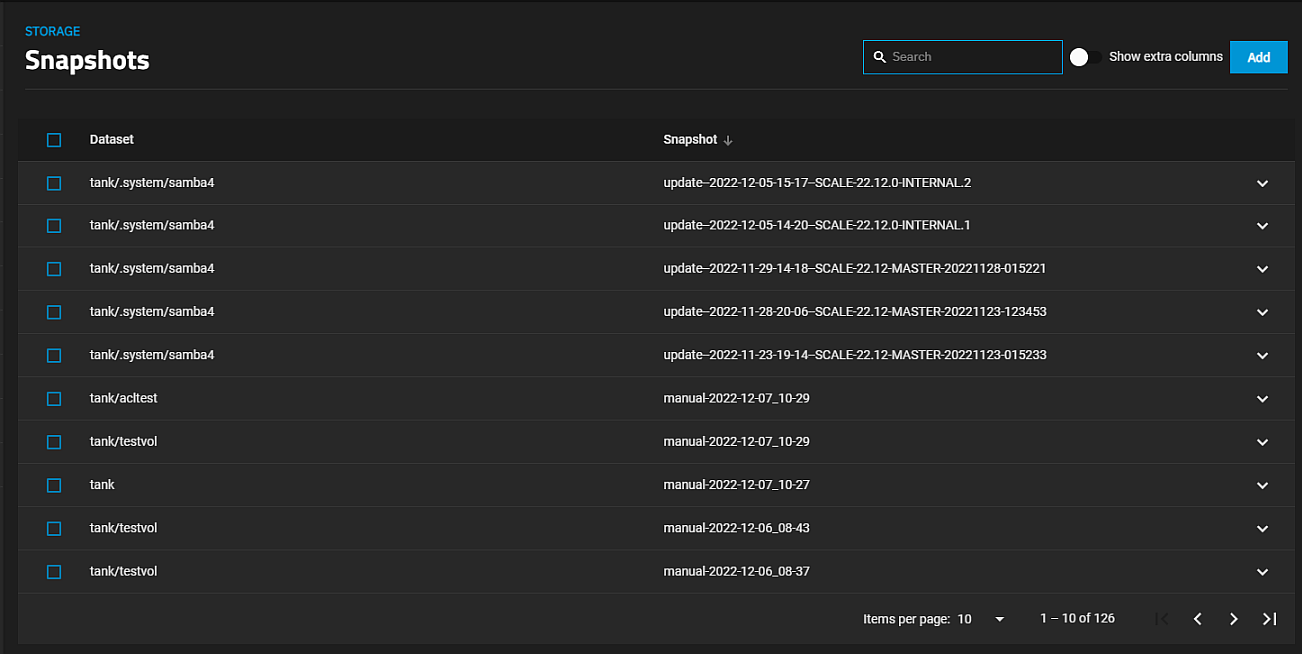 STORAGE
Snapshots
Search
Show extra columns
Add
Dataset Snapshot
tank/.system/samba4 update--2022-12-05-15-17--SCALE-22.12.0-INTERNAL.2
tank/.system/samba4 update--2022-12-05-14-20--SCALE-22.12.0-INTERNAL.1
tank/.system/samba4 update--2022-11-29-14-18--SCALE-22.12-MASTER-20221128-015221
tank/.system/samba4 update--2022-11-28-20-06--SCALE-22.12-MASTER-20221123-123453
tank/.system/samba4 update--2022-11-23-19-14--SCALE-22.12-MASTER-20221123-015233
tank/acltest manual-2022-12-07_10-29
tank/testvol manual-2022-12-07_10-29
tank manual-2022-12-07_10-27
tank/testvol manual-2022-12-06_08-43
tank/testvol manual-2022-12-06_08-37
Items per page: 10 1 – 10 of 126